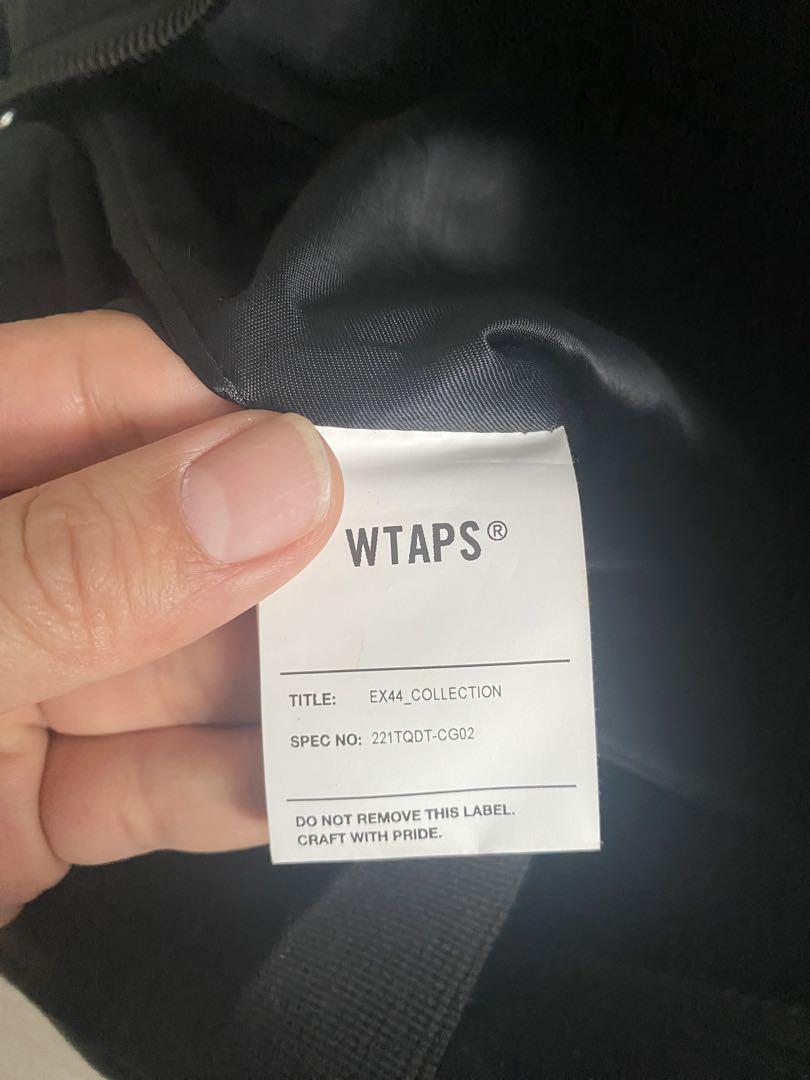 WTAPS®
TITLE: EX44_COLLECTION
SPEC NO: 221TQDT-CG02
DO NOT REMOVE THIS LABEL.
CRAFT WITH PRIDE.